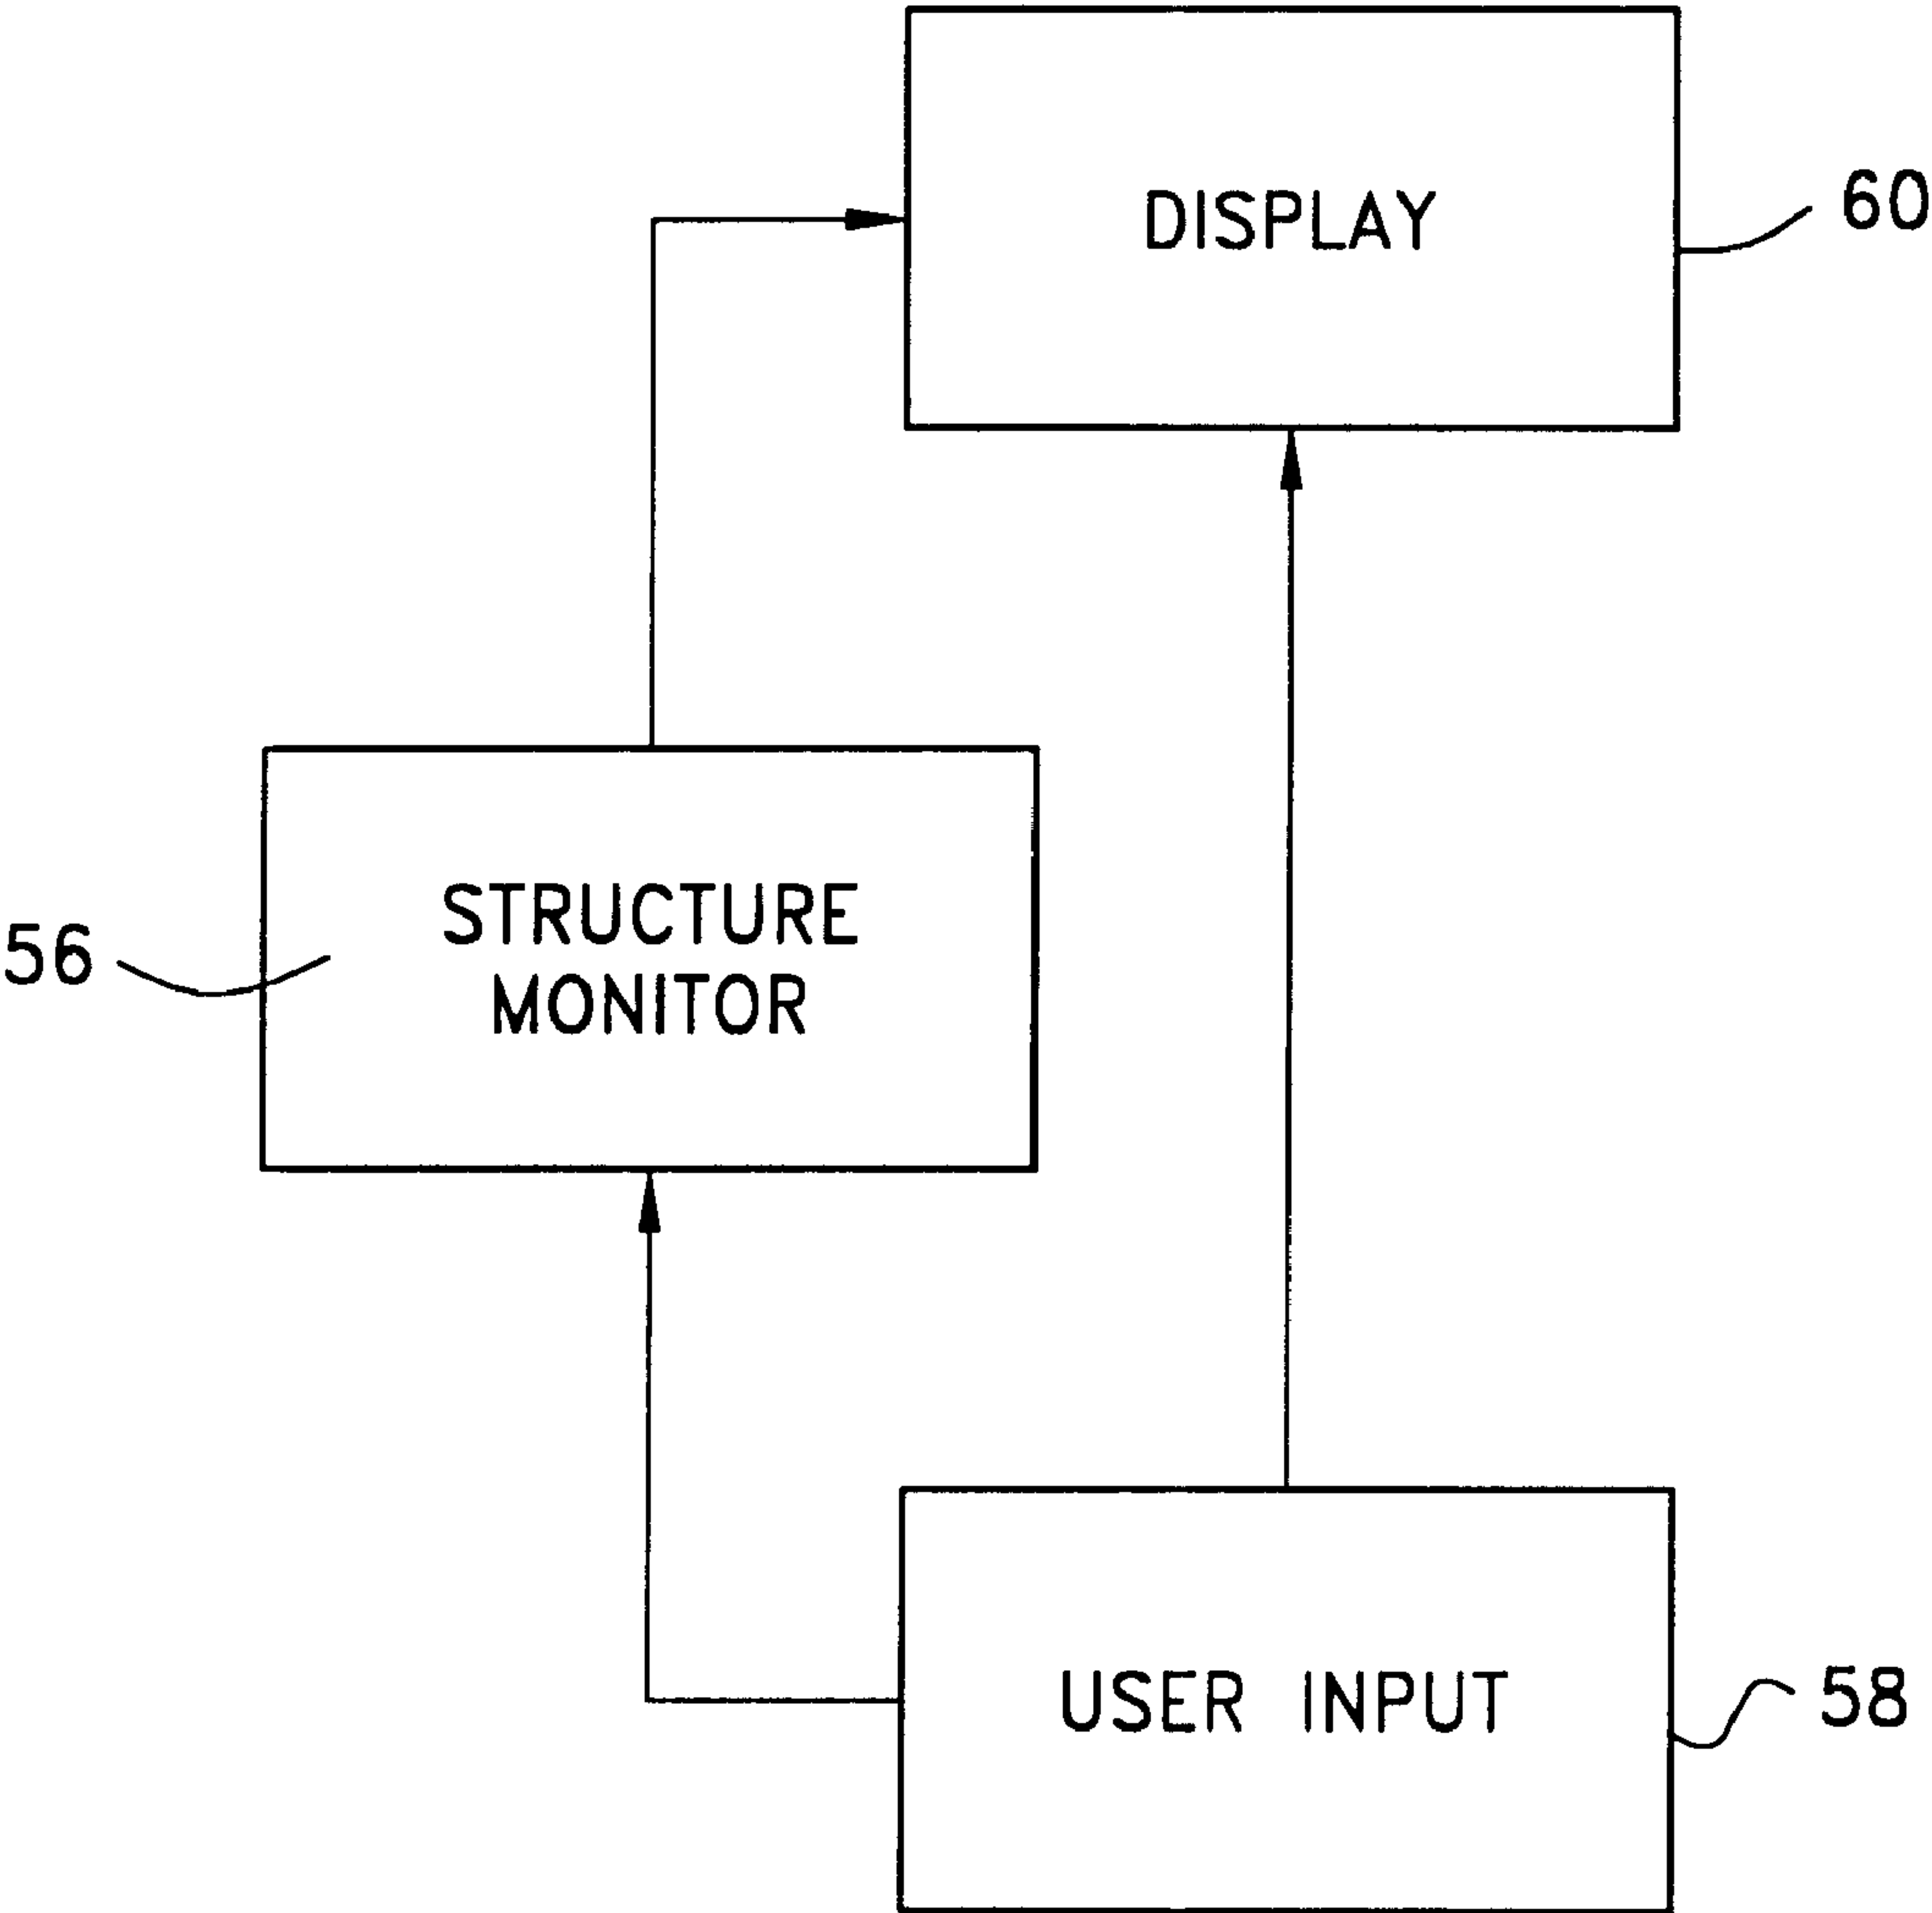 DISPLAY
60
STRUCTURE
MONITOR
56
USER INPUT
58